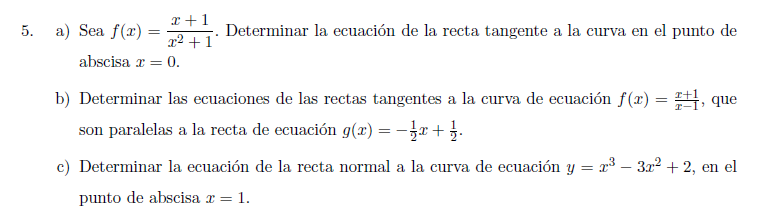 5. a) Sea f(x) = \frac{x+1}{x^2+1}. Determinar la ecuación de la recta tangente a la curva en el punto de
abscisa x = 0.
b) Determinar las ecuaciones de las rectas tangentes a la curva de ecuación f(x) = \frac{x+1}{x-1}, que
son paralelas a la recta de ecuación g(x) = -\frac{1}{2}x + \frac{1}{2}.
c) Determinar la ecuación de la recta normal a la curva de ecuación y = x^3 - 3x^2 + 2, en el
punto de abscisa x = 1.